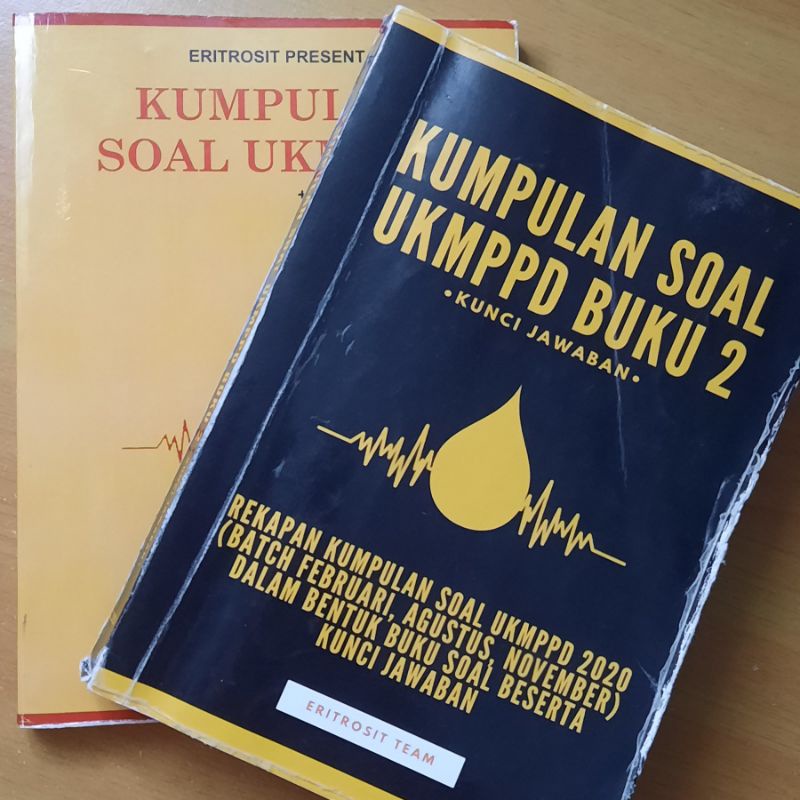 ERITROSIT PRESENT
KUMPUL
SOAL UK
+
KUMPULAN SOAL
UKMPPD BUKU 2
•KUNCI JAWABAN•
REKAPAN KUMPULAN SOAL UKMPPD 2020
(BATCH FEBRUARI, AGUSTUS, NOVEMBER)
DALAM BENTUK BUKU SOAL BESERTA
KUNCI JAWABAN
ERITROSIT TEAM